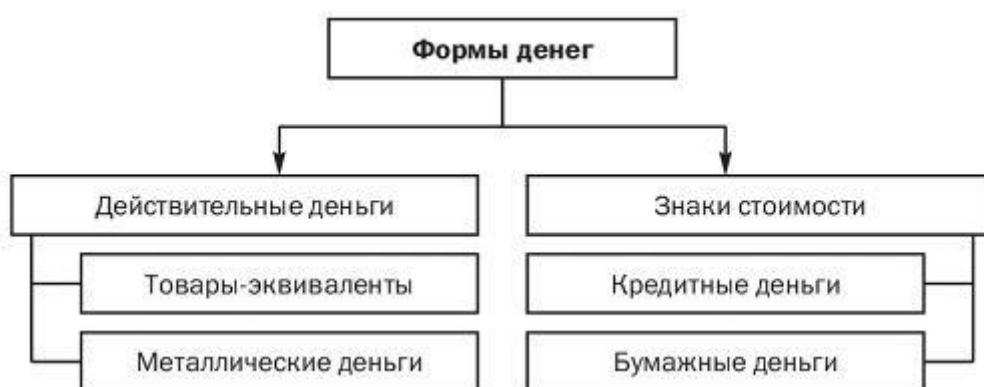 Формы денег
Действительные деньги
Знаки стоимости
Товары-эквиваленты
Кредитные деньги
Металлические деньги
Бумажные деньги